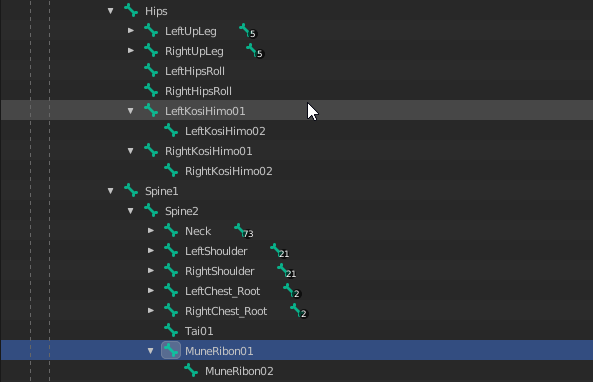 Hips
LeftUpLeg 5
RightUpLeg 5
LeftHipsRoll
RightHipsRoll
LeftKosiHimo01
LeftKosiHimo02
RightKosiHimo01
RightKosiHimo02
Spine1
Spine2
Neck 73
LeftShoulder 21
RightShoulder 21
LeftChest_Root 2
RightChest_Root 2
Tai01
MuneRibon01
MuneRibon02